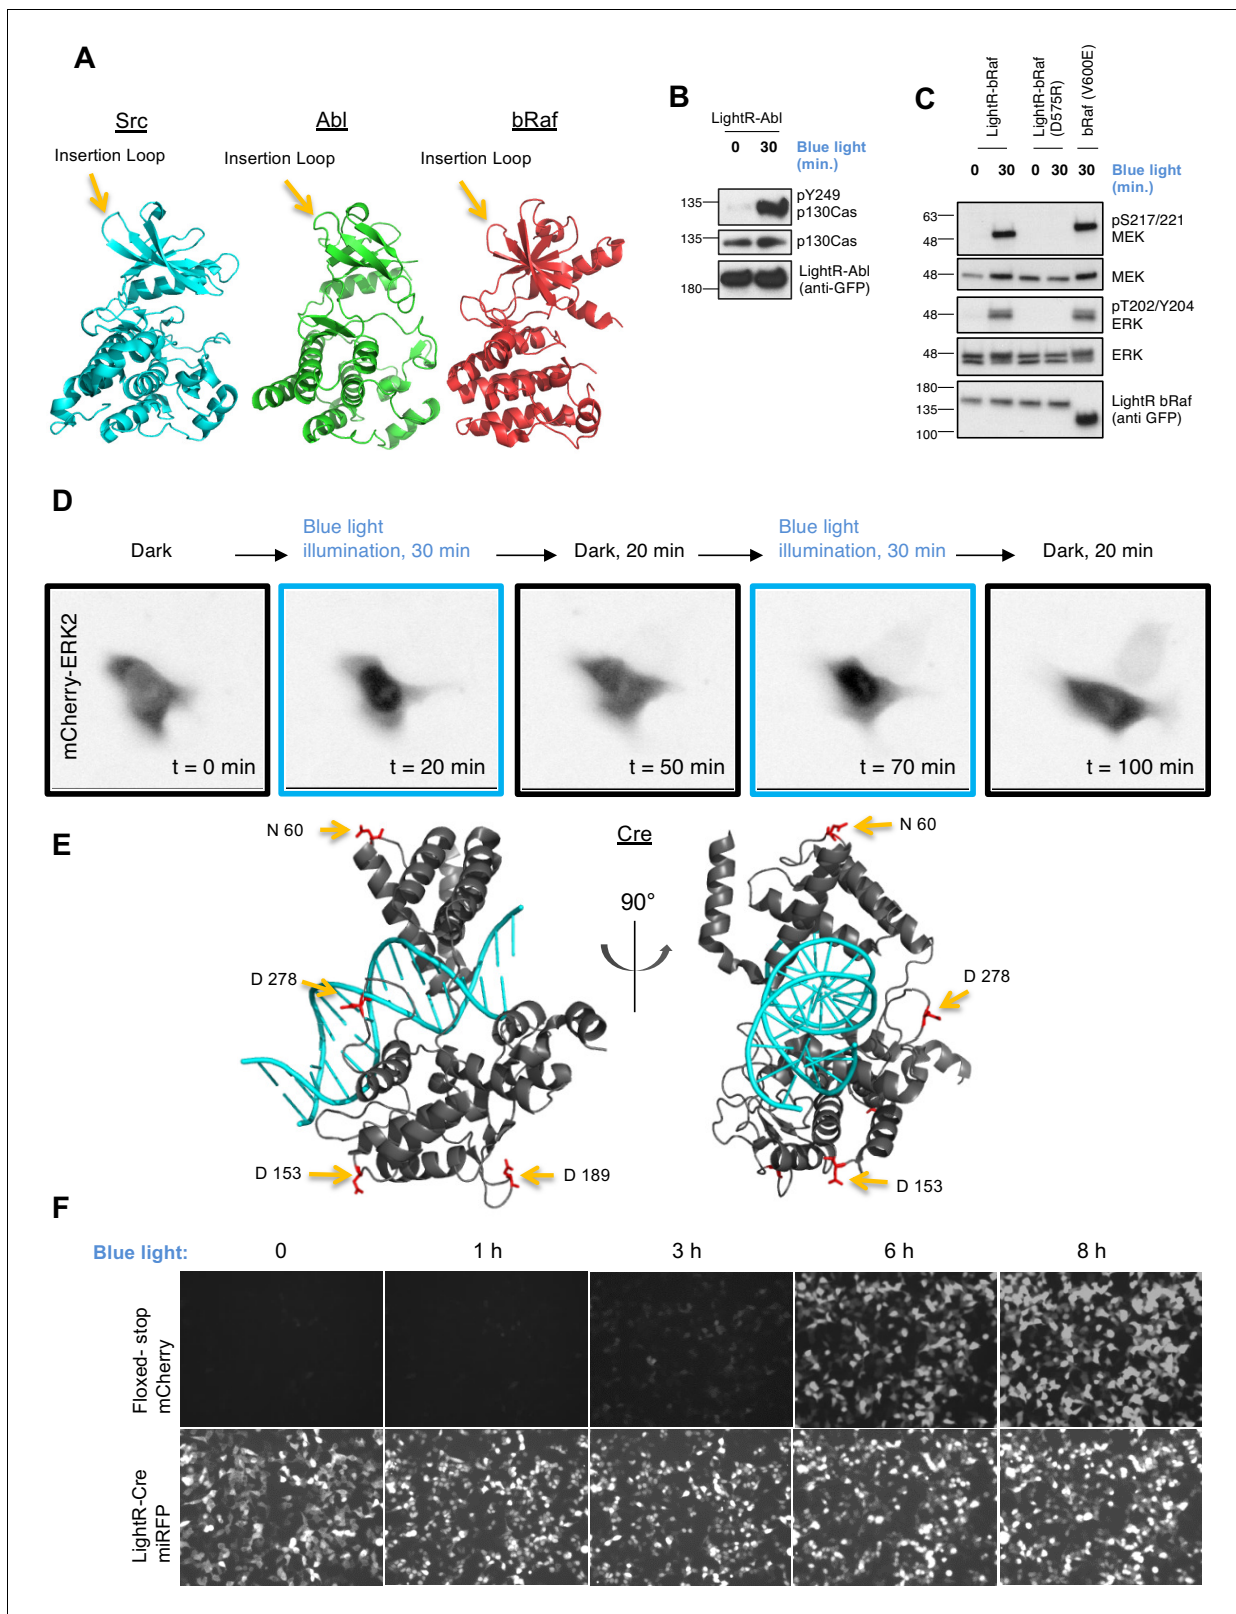 A
Src
Abl
bRaf
Insertion Loop
Insertion Loop
Insertion Loop
B
LightR-Abl
0 30 Blue light
(min.)
135
pY249
p130Cas
135
p130Cas
180
LightR-Abl
(anti-GFP)
C
LightR-bRaf
LightR-bRaf
(D575R)
bRaf (V600E)
0 30 0 30 30 Blue light
(min.)
63
48
pS217/221
MEK
48
MEK
48
pT202/Y204
ERK
48
ERK
180
135
100
LightR bRaf
(anti GFP)
D
Dark
Blue light
illumination, 30 min
Dark, 20 min
Blue light
illumination, 30 min
Dark, 20 min
mCherry-ERK2
t = 0 min
t = 20 min
t = 50 min
t = 70 min
t = 100 min
E
N 60
Cre
N 60
90°
D 278
D 278
D 153
D 189
D 153
F
Blue light: 0 1 h 3 h 6 h 8 h
Floxed- stop
mCherry
LightR-Cre
miRFP